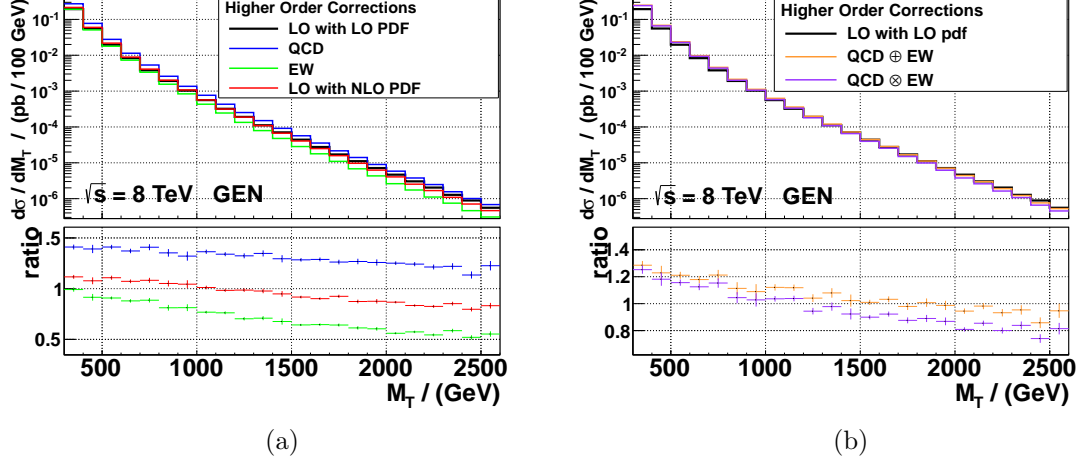 Higher Order Corrections
LO with LO PDF
QCD
EW
LO with NLO PDF
dσ / dM_T / (pb / 100 GeV)
10^-1
10^-2
10^-3
10^-4
10^-5
10^-6
√s = 8 TeV GEN
ratio
1.5
1
0.5
500 1000 1500 2000 2500
M_T / (GeV)
(a)
Higher Order Corrections
LO with LO pdf
QCD ⊕ EW
QCD ⊗ EW
dσ / dM_T / (pb / 100 GeV)
10^-1
10^-2
10^-3
10^-4
10^-5
10^-6
√s = 8 TeV GEN
ratio
1.4
1.2
1
0.8
500 1000 1500 2000 2500
M_T / (GeV)
(b)